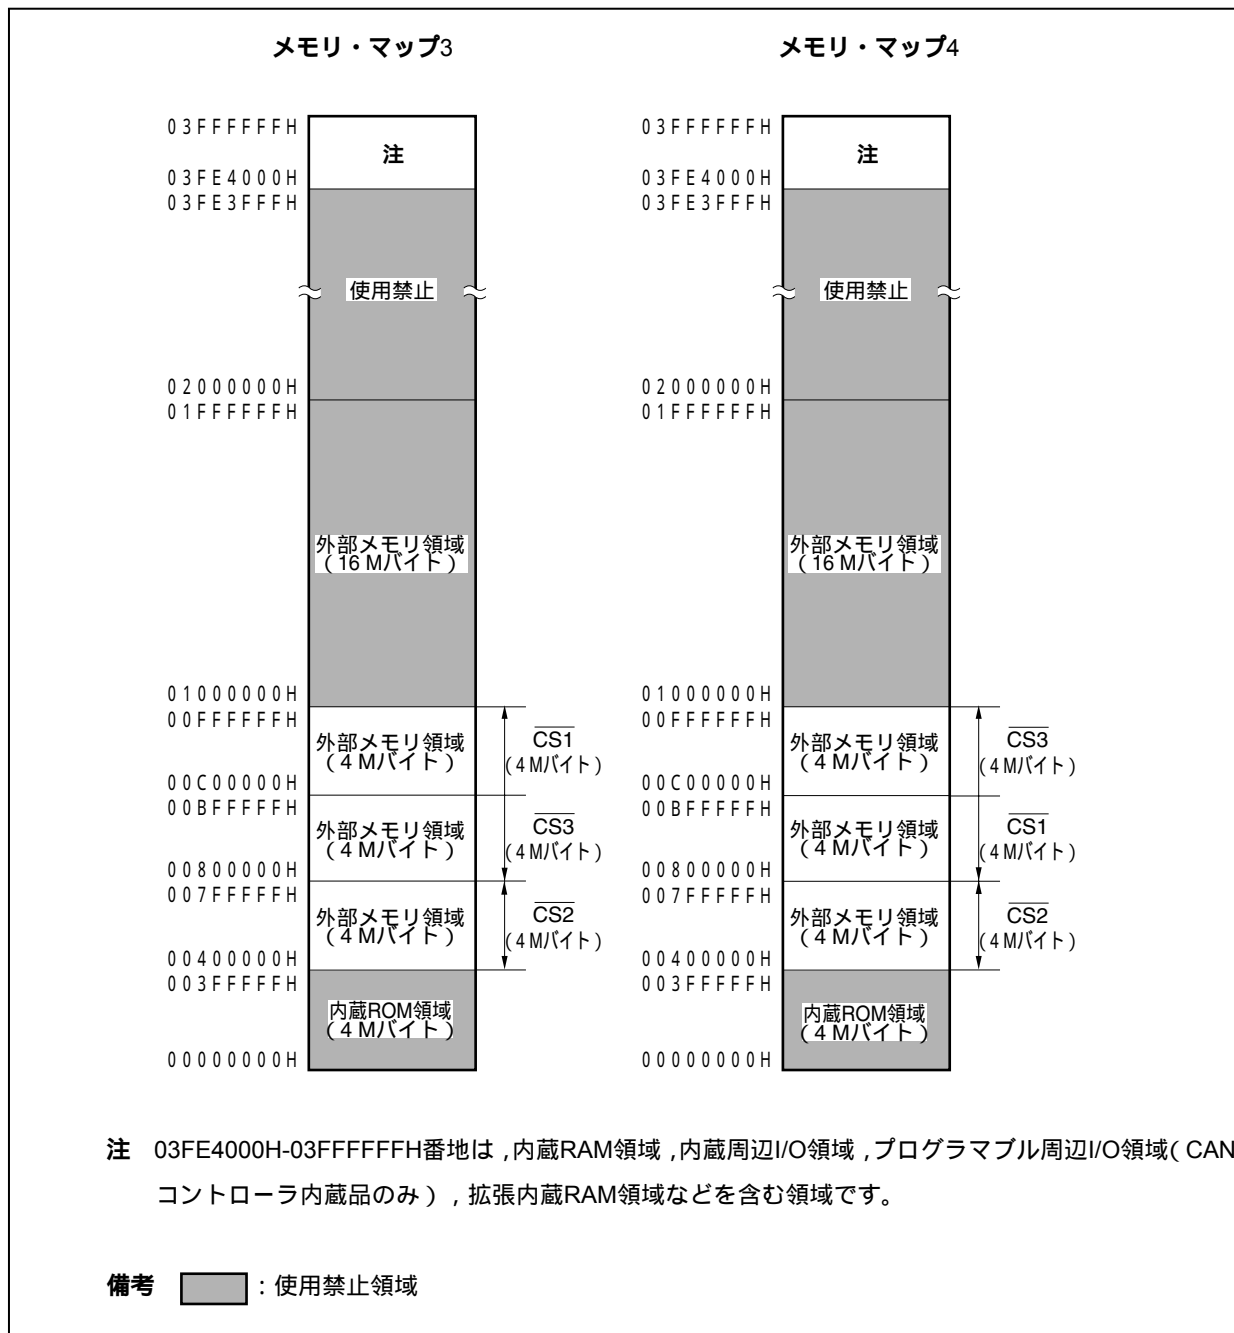 メモリ・マップ3
03FFFFFFH
注
03FE4000H
03FE3FFFH
使用禁止
02000000H
01FFFFFFH
外部メモリ領域
(16 Mバイト)
01000000H
00FFFFFFH
外部メモリ領域
(4 Mバイト)
CS1
(4 Mバイト)
00C00000H
00BFFFFFH
外部メモリ領域
(4 Mバイト)
CS3
(4 Mバイト)
00800000H
007FFFFFH
外部メモリ領域
(4 Mバイト)
CS2
(4 Mバイト)
00400000H
003FFFFFH
内蔵ROM領域
(4 Mバイト)
00000000H
メモリ・マップ4
03FFFFFFH
注
03FE4000H
03FE3FFFH
使用禁止
02000000H
01FFFFFFH
外部メモリ領域
(16 Mバイト)
01000000H
00FFFFFFH
外部メモリ領域
(4 Mバイト)
CS3
(4 Mバイト)
00C00000H
00BFFFFFH
外部メモリ領域
(4 Mバイト)
CS1
(4 Mバイト)
00800000H
007FFFFFH
外部メモリ領域
(4 Mバイト)
CS2
(4 Mバイト)
00400000H
003FFFFFH
内蔵ROM領域
(4 Mバイト)
00000000H
注 03FE4000H-03FFFFFFH番地は,内蔵RAM領域,内蔵周辺I/O領域,プログラマブル周辺I/O領域(CAN
コントローラ内蔵品のみ),拡張内蔵RAM領域などを含む領域です。
備考 :使用禁止領域